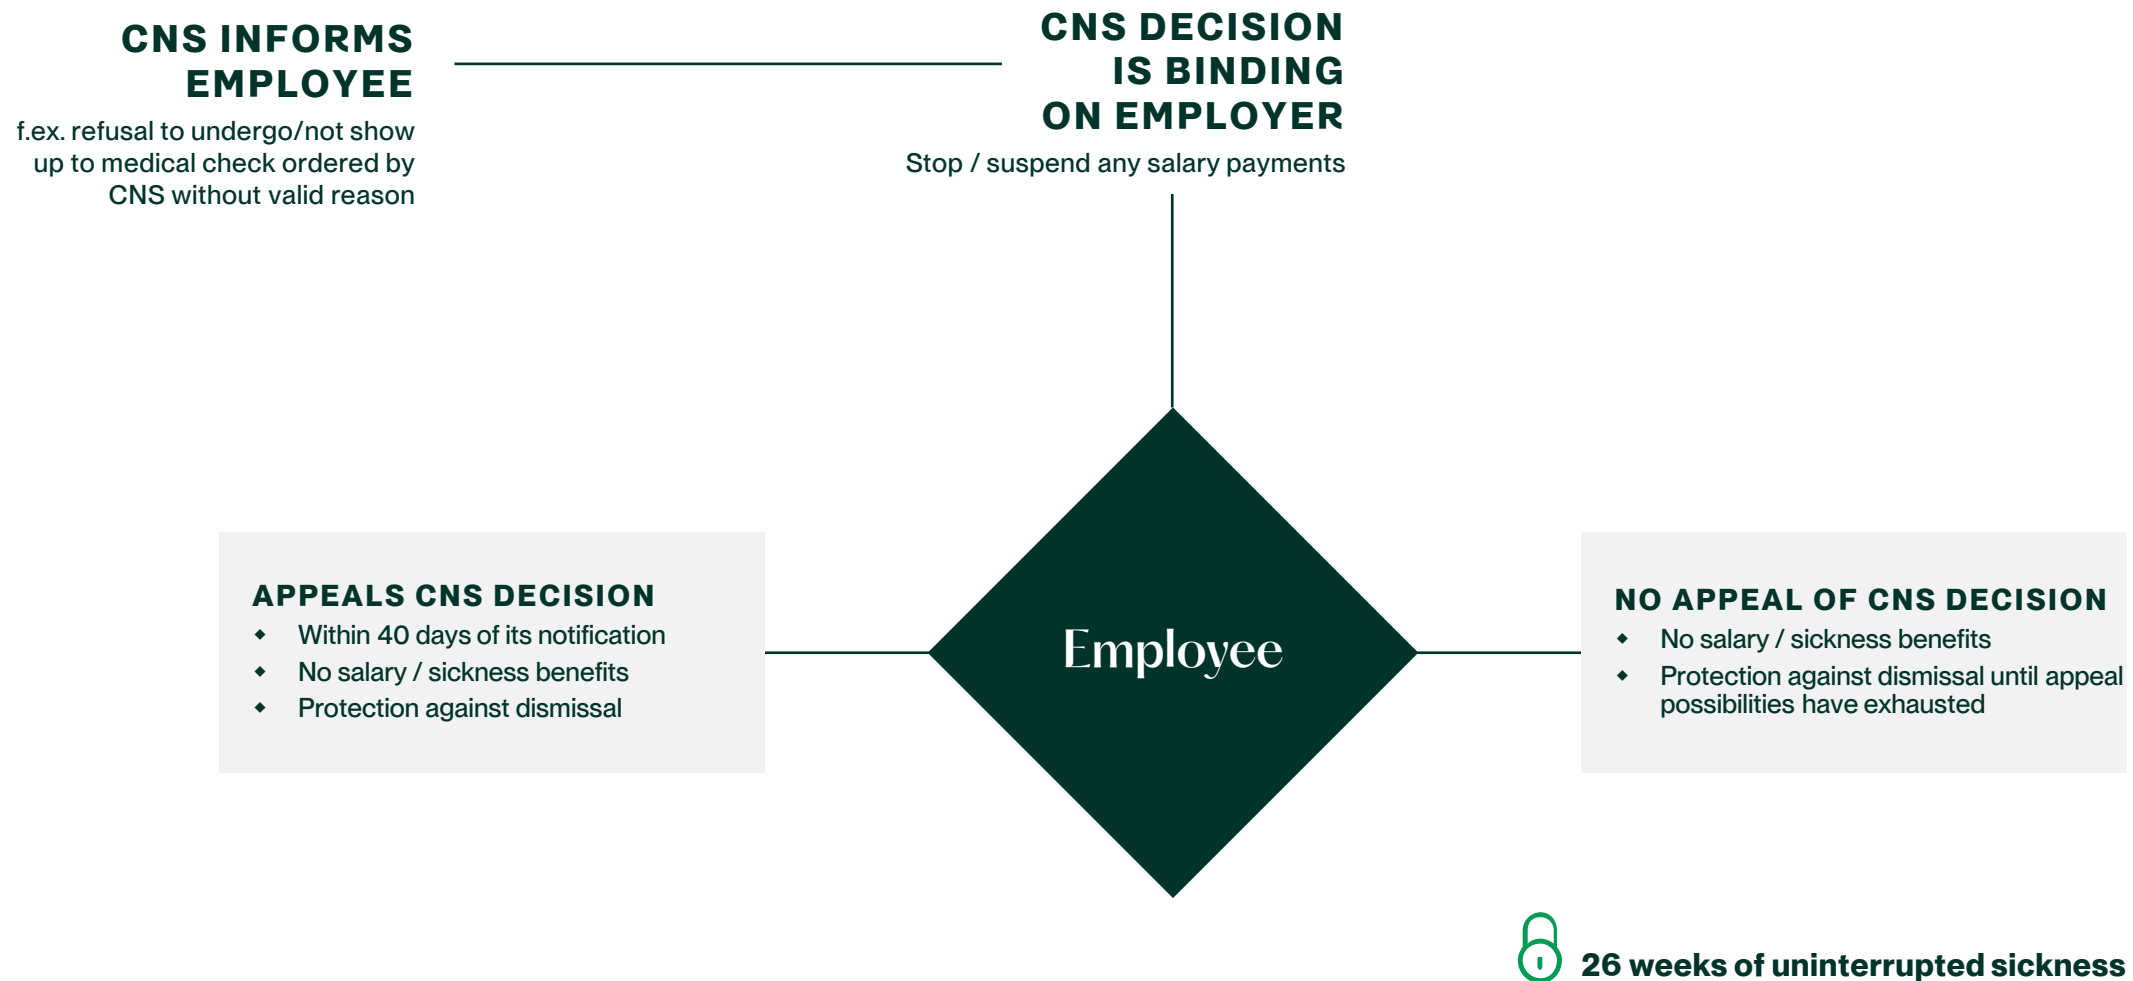 CNS INFORMS
EMPLOYEE
f.ex. refusal to undergo/not show
up to medical check ordered by
CNS without valid reason
CNS DECISION
IS BINDING
ON EMPLOYER
Stop / suspend any salary payments
APPEALS CNS DECISION
◆ Within 40 days of its notification
◆ No salary / sickness benefits
◆ Protection against dismissal
Employee
NO APPEAL OF CNS DECISION
◆ No salary / sickness benefits
◆ Protection against dismissal until appeal
possibilities have exhausted
26 weeks of uninterrupted sickness